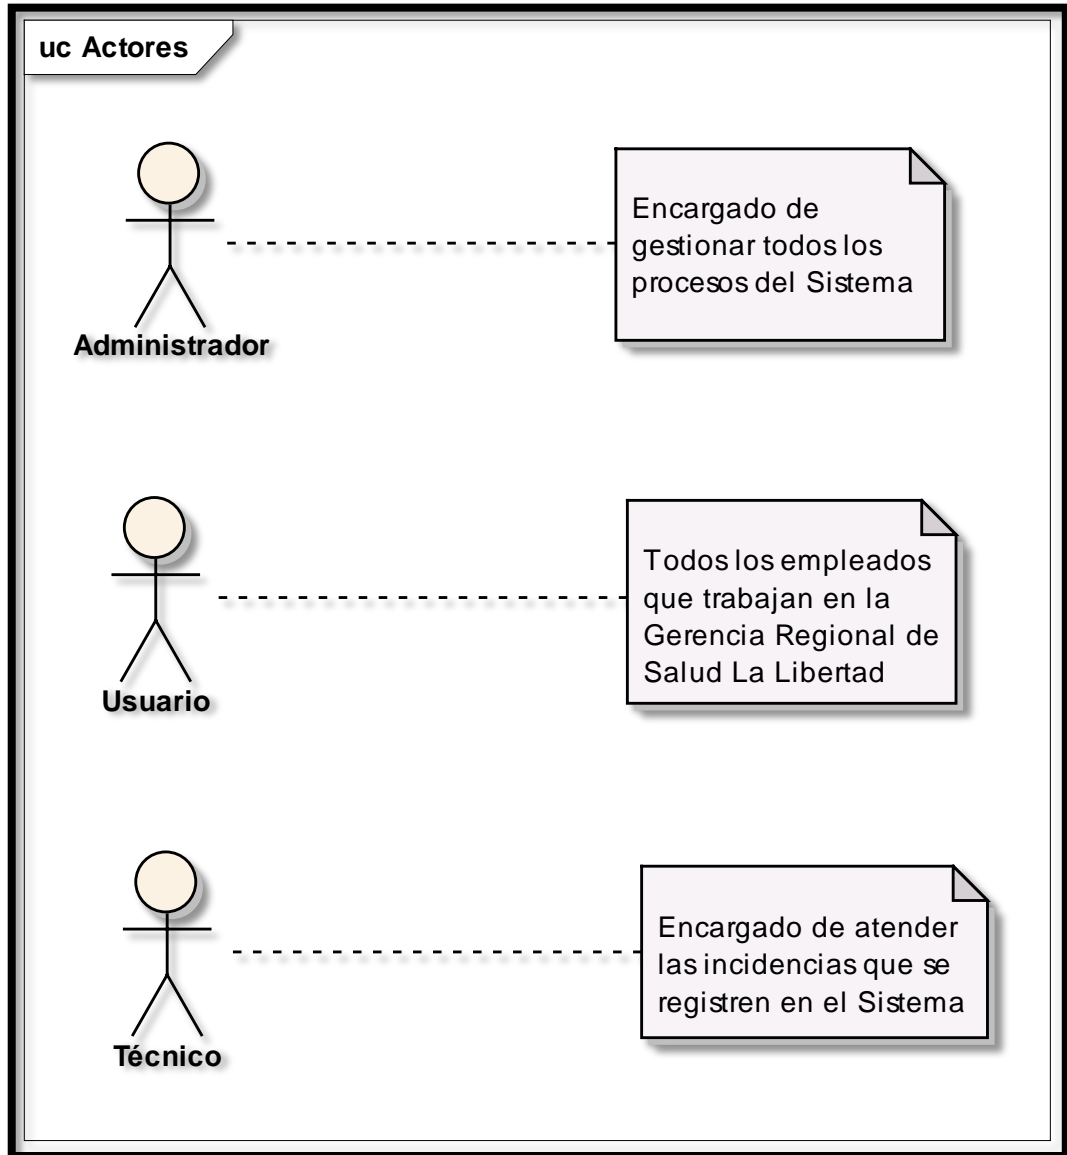 uc Actores
Encargado de
gestionar todos los
procesos del Sistema
Administrador
Todos los empleados
que trabajan en la
Gerencia Regional de
Salud La Libertad
Usuario
Encargado de atender
las incidencias que se
registren en el Sistema
Técnico